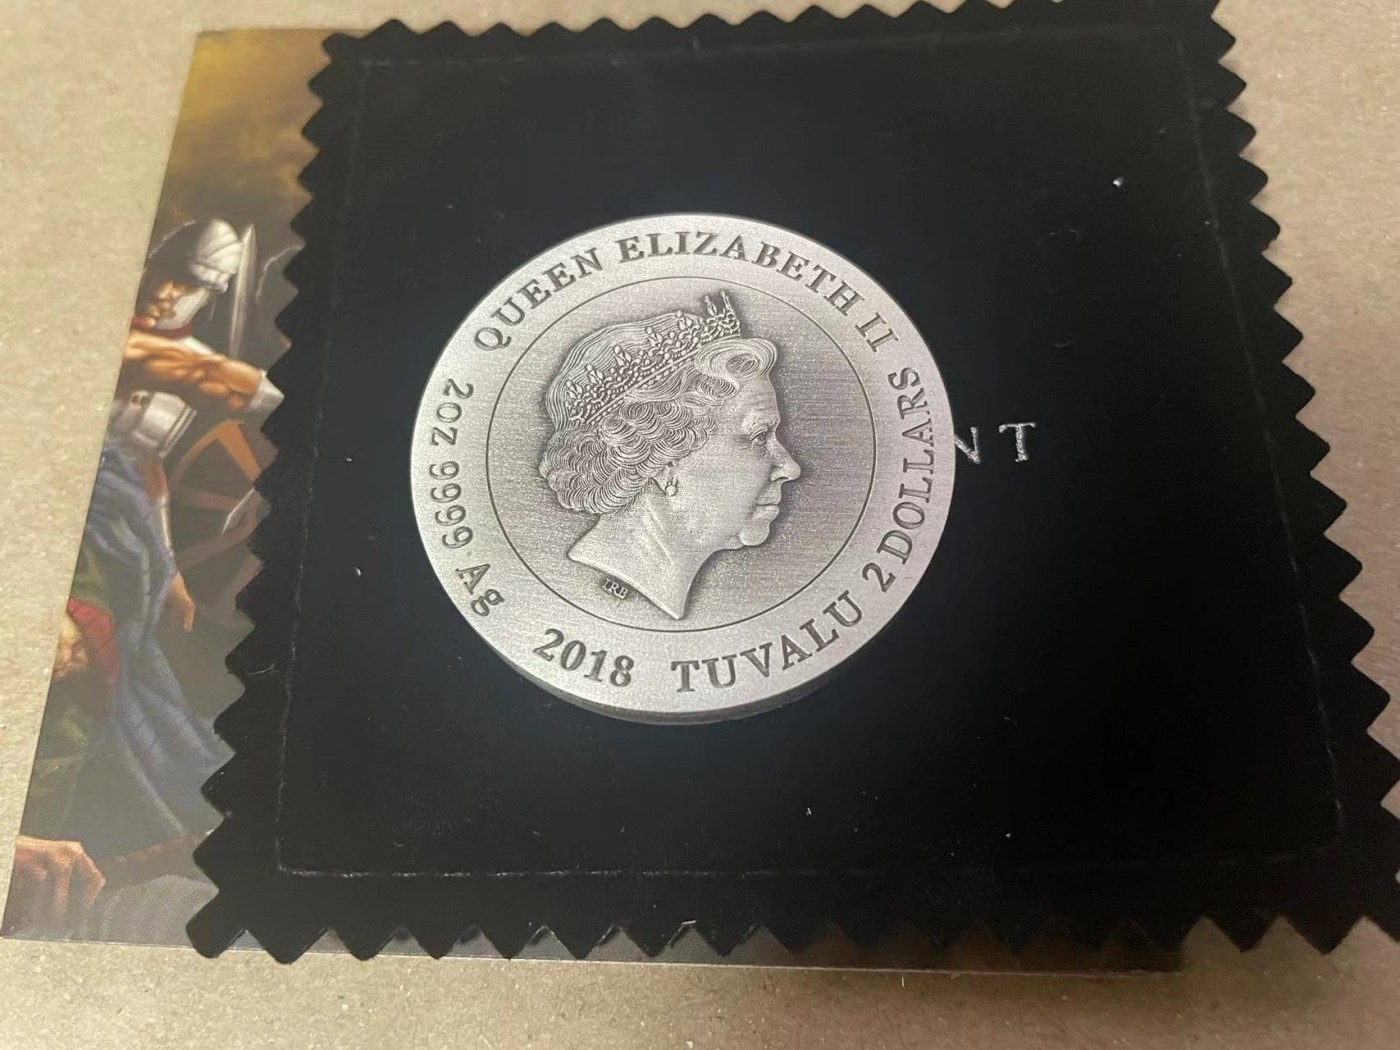 QUEEN ELIZABETH II
2OZ 9999 Ag
2018 TUVALU 2 DOLLARS
IRB
NT